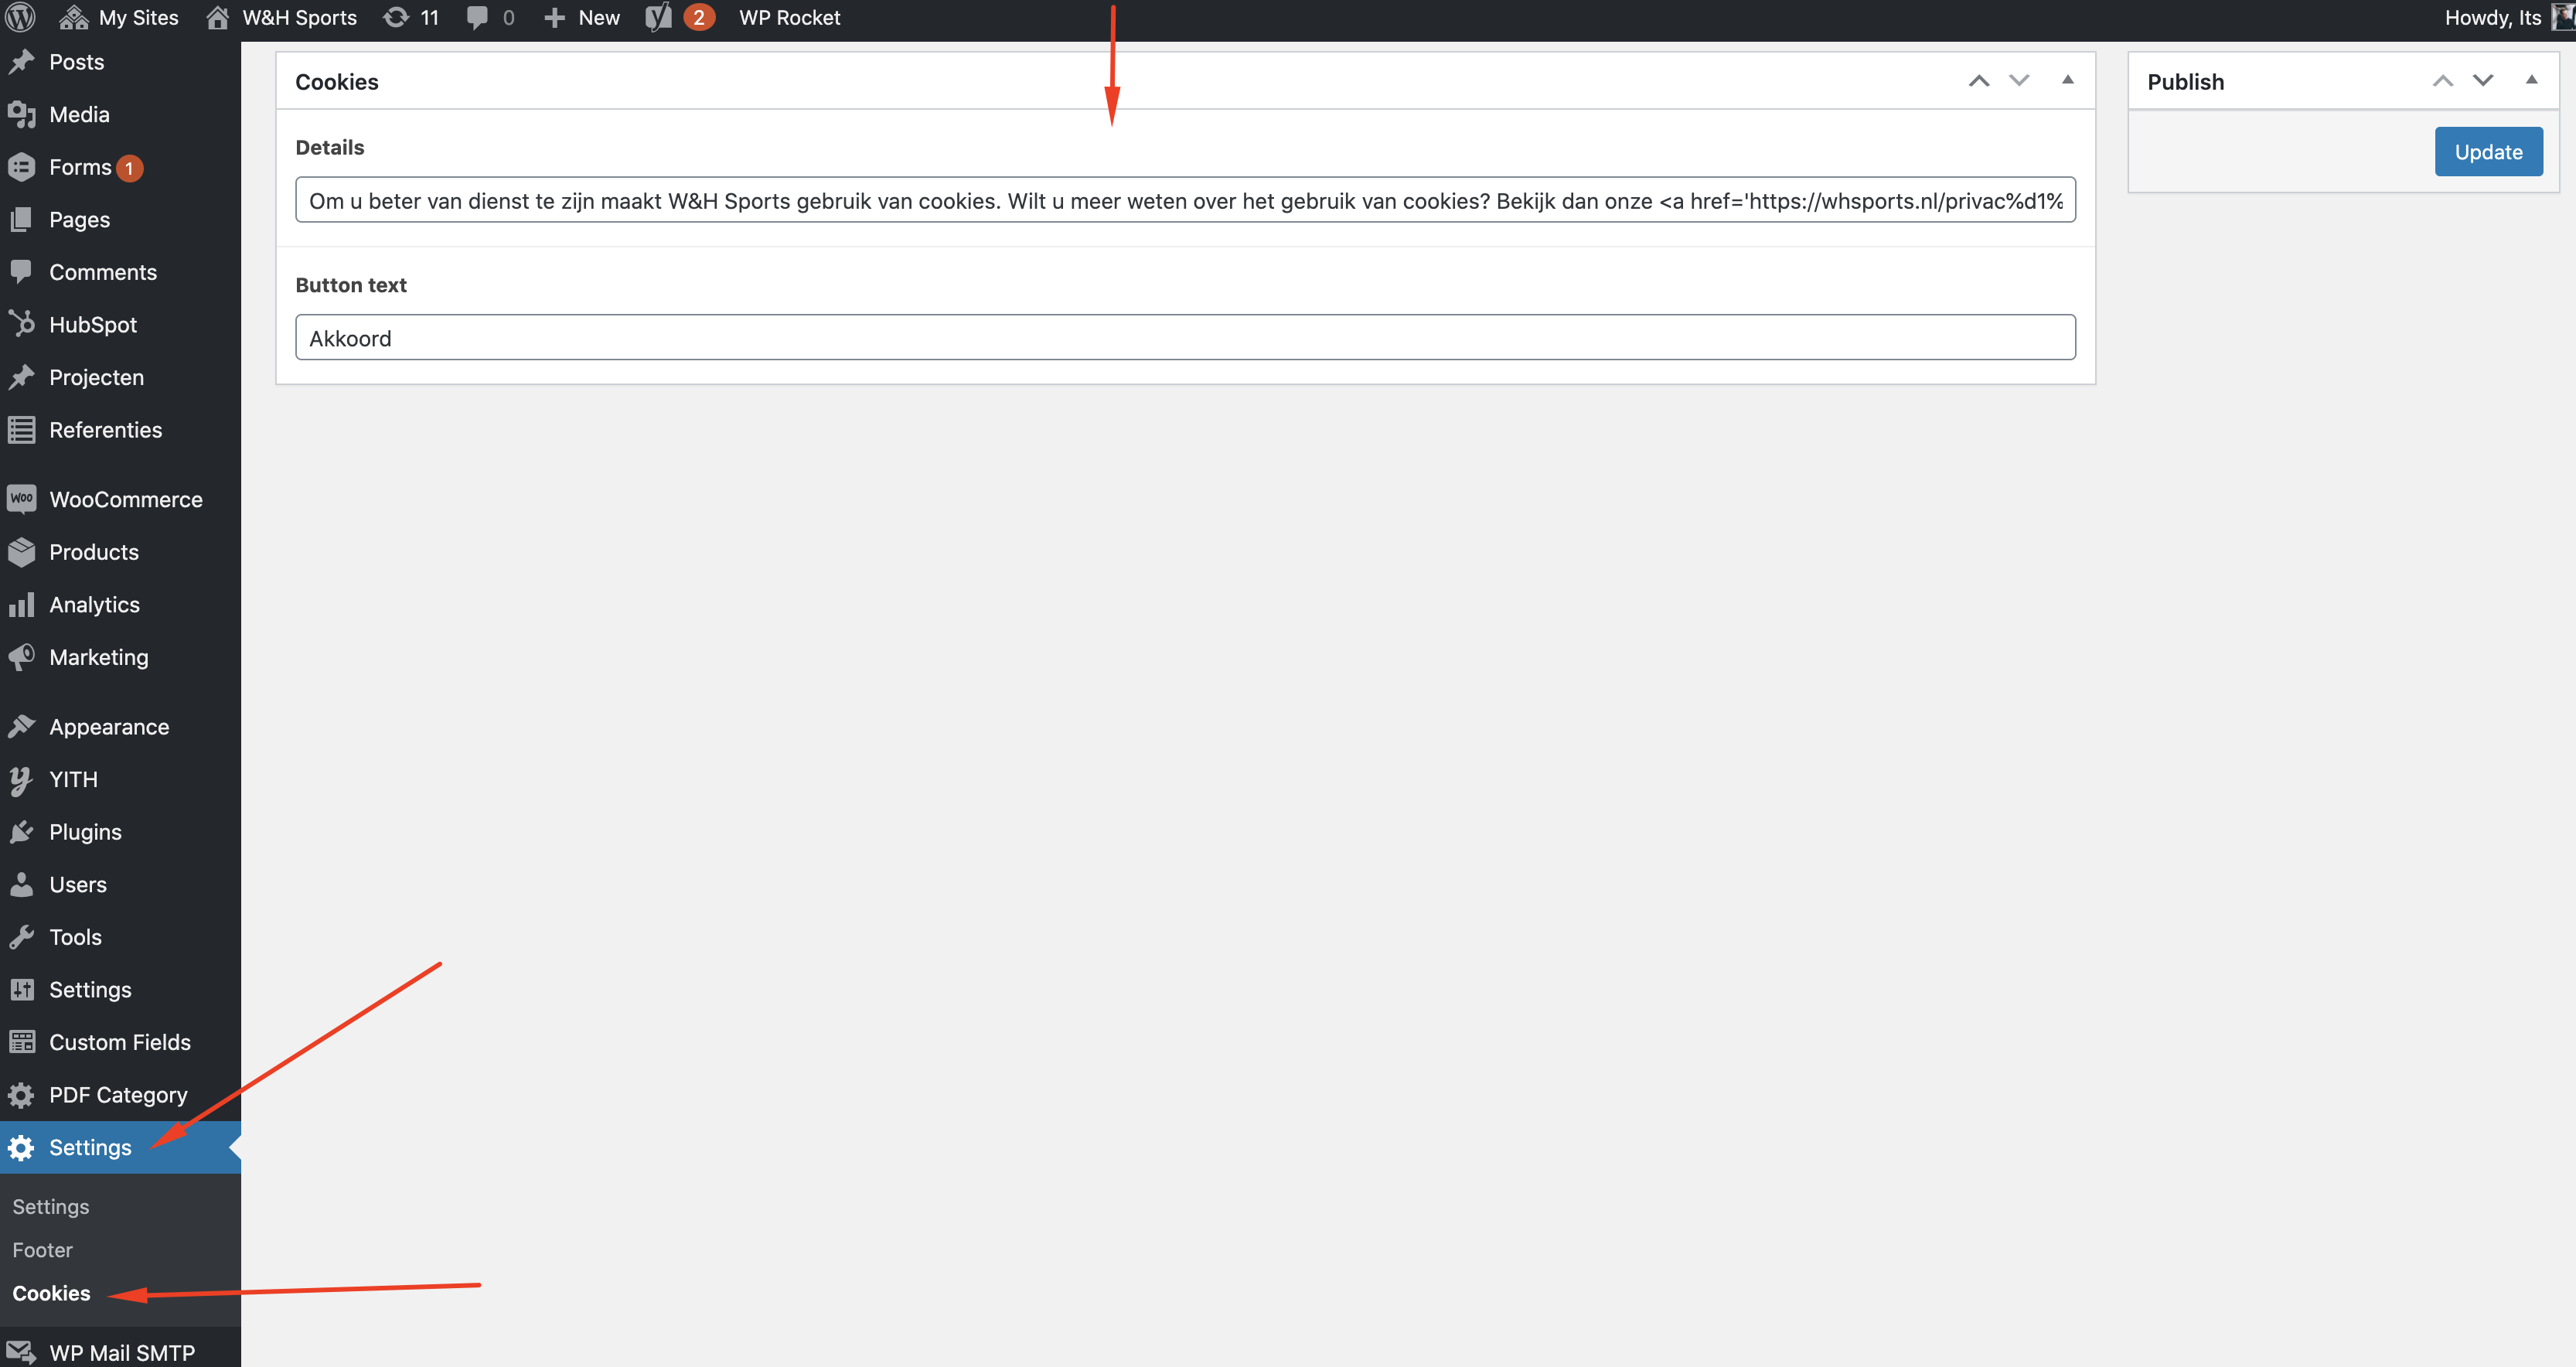 My Sites W&H Sports 11 0 New 2 WP Rocket Howdy, Its
Posts
Media
Forms 1
Pages
Comments
HubSpot
Projecten
Referenties
Woo WooCommerce
Products
Analytics
Marketing
Appearance
YITH
Plugins
Users
Tools
Settings
Custom Fields
PDF Category
Settings
Settings
Footer
Cookies
WP Mail SMTP
Cookies
Details
Om u beter van dienst te zijn maakt W&H Sports gebruik van cookies. Wilt u meer weten over het gebruik van cookies? Bekijk dan onze <a href='https://whsports.nl/privac%d1%
Button text
Akkoord
Publish
Update